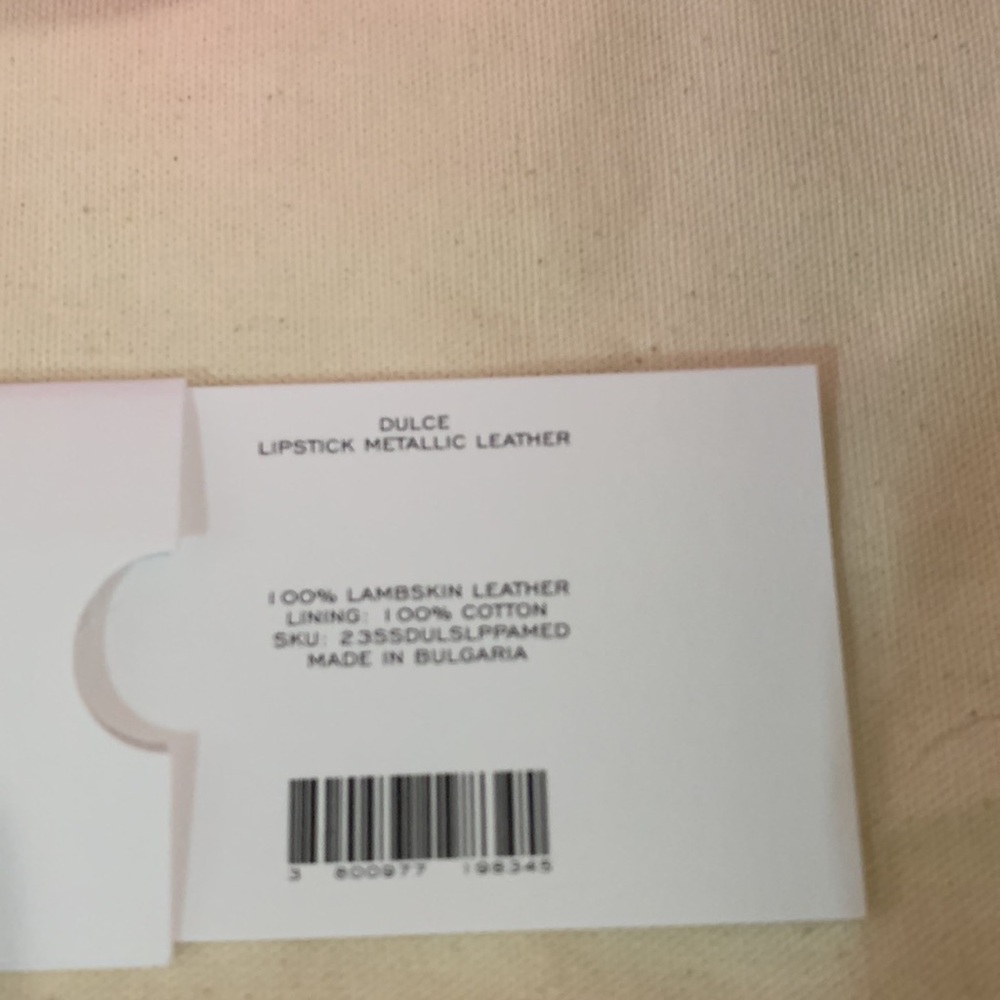 DULCE
LIPSTICK METALLIC LEATHER
100% LAMBSKIN LEATHER
LINING: 100% COTTON
SKU: 23SSDULSLPPAMED
MADE IN BULGARIA
3 800977 198345